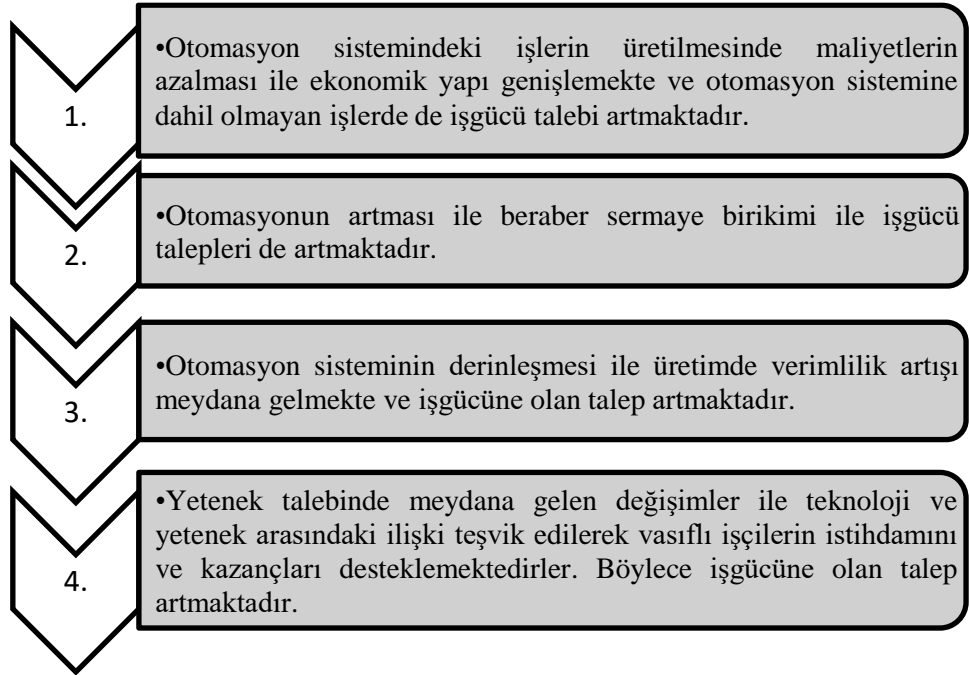 1.
•Otomasyon sistemindeki işlerin üretilmesinde maliyetlerin
azalması ile ekonomik yapı genişlemekte ve otomasyon sistemine
dahil olmayan işlerde de işgücü talebi artmaktadır.
2.
•Otomasyonun artması ile beraber sermaye birikimi ile işgücü
talepleri de artmaktadır.
3.
•Otomasyon sisteminin derinleşmesi ile üretimde verimlilik artışı
meydana gelmekte ve işgücüne olan talep artmaktadır.
4.
•Yetenek talebinde meydana gelen değişimler ile teknoloji ve
yetenek arasındaki ilişki teşvik edilerek vasıflı işçilerin istihdamını
ve kazançları desteklemektedirler. Böylece işgücüne olan talep
artmaktadır.